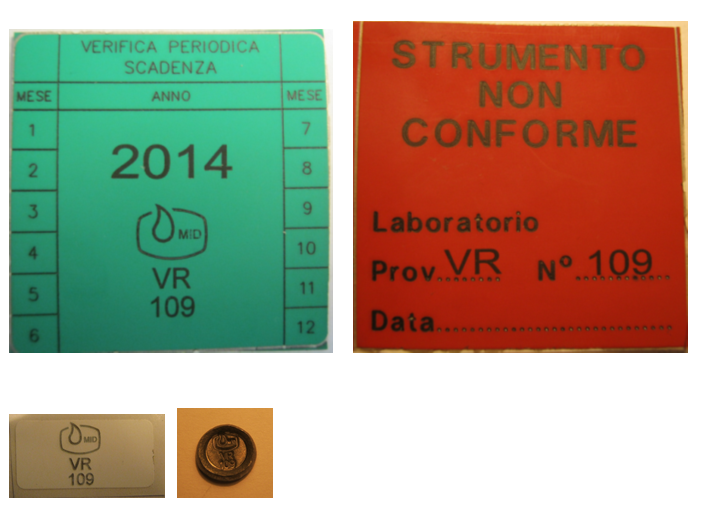 VERIFICA PERIODICA
SCADENZA
MESE ANNO MESE
1 7
2 8
3 9
4 10
5 11
6 12
2014
MID
VR
109
STRUMENTO
NON
CONFORME
Laboratorio
Prov. VR N° 109
Data
MID
VR
109